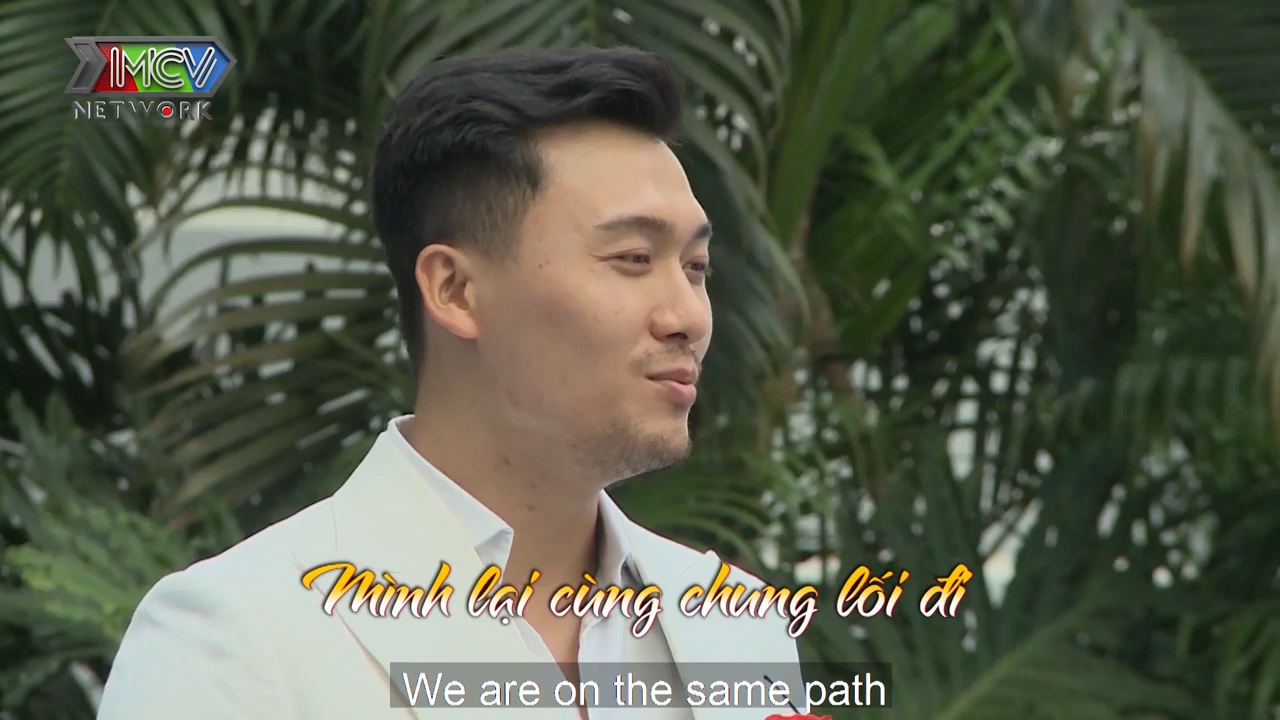 MCV
NETWORK
Mình lại cùng chung lối đi
We are on the same path